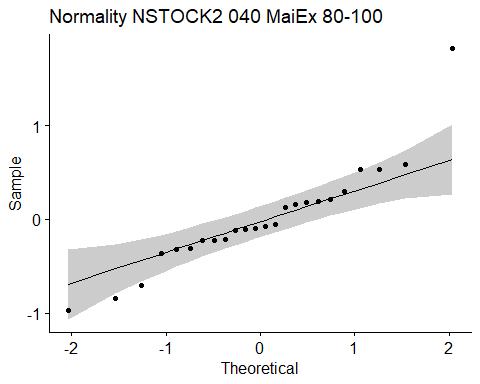 Normality NSTOCK2 040 MaiEx 80-100
Sample
1
0
-1
-2 -1 0 1 2
Theoretical